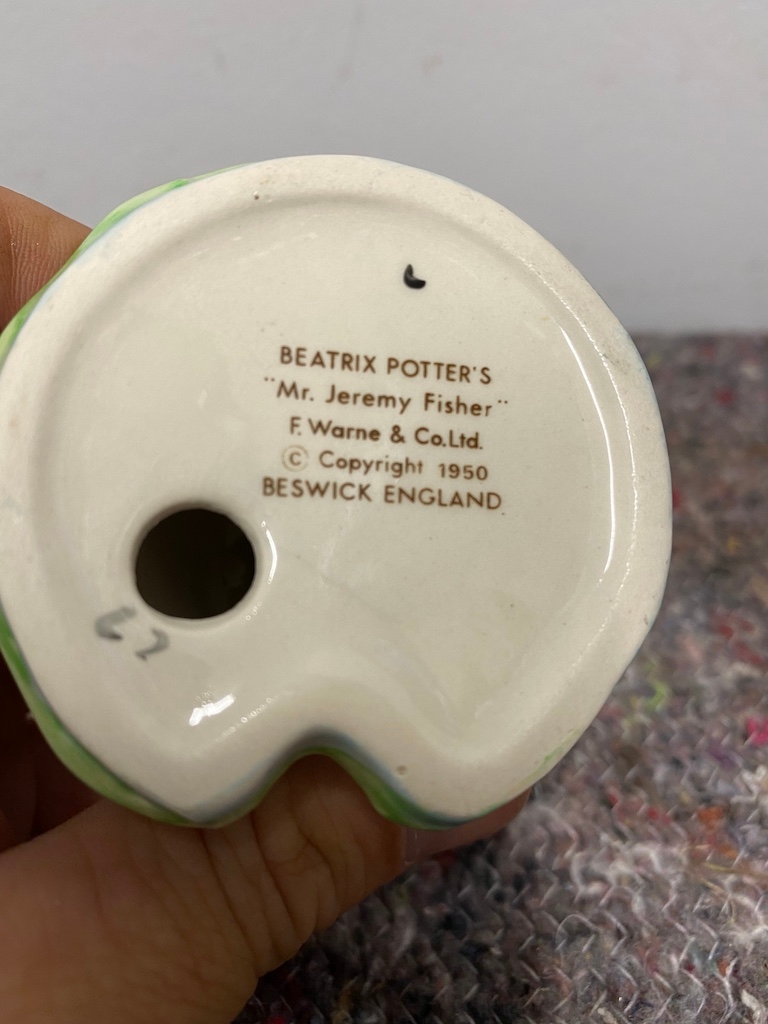 BEATRIX POTTER'S
"Mr. Jeremy Fisher"
F. Warne & Co.Ltd.
© Copyright 1950
BESWICK ENGLAND